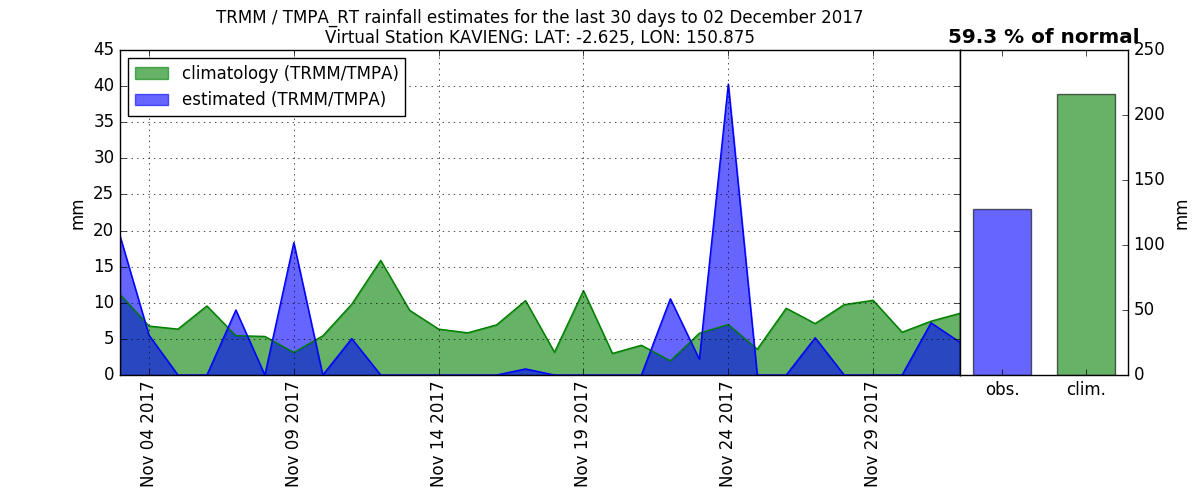 TRMM / TMPA_RT rainfall estimates for the last 30 days to 02 December 2017
Virtual Station KAVIENG: LAT: -2.625, LON: 150.875
59.3 % of normal
climatology (TRMM/TMPA)
estimated (TRMM/TMPA)
45
40
35
30
25
20
15
10
5
0
mm
Nov 04 2017
Nov 09 2017
Nov 14 2017
Nov 19 2017
Nov 24 2017
Nov 29 2017
250
200
150
100
50
0
mm
obs.
clim.